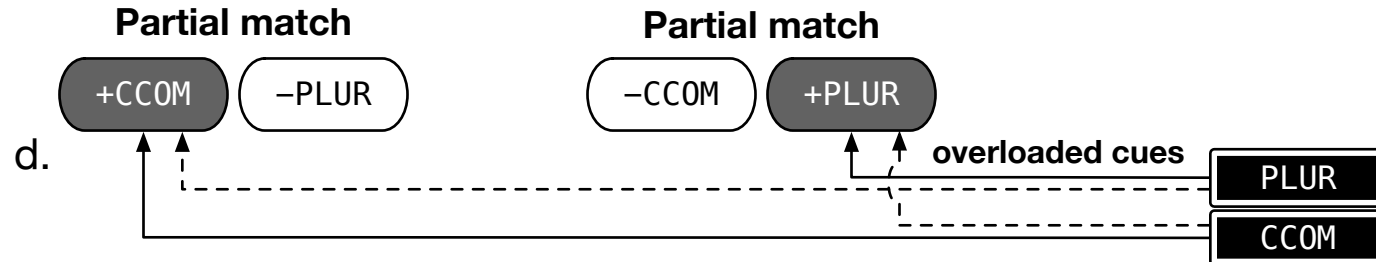 Partial match Partial match
+CCOM −PLUR −CCOM +PLUR
d. overloaded cues
PLUR
CCOM